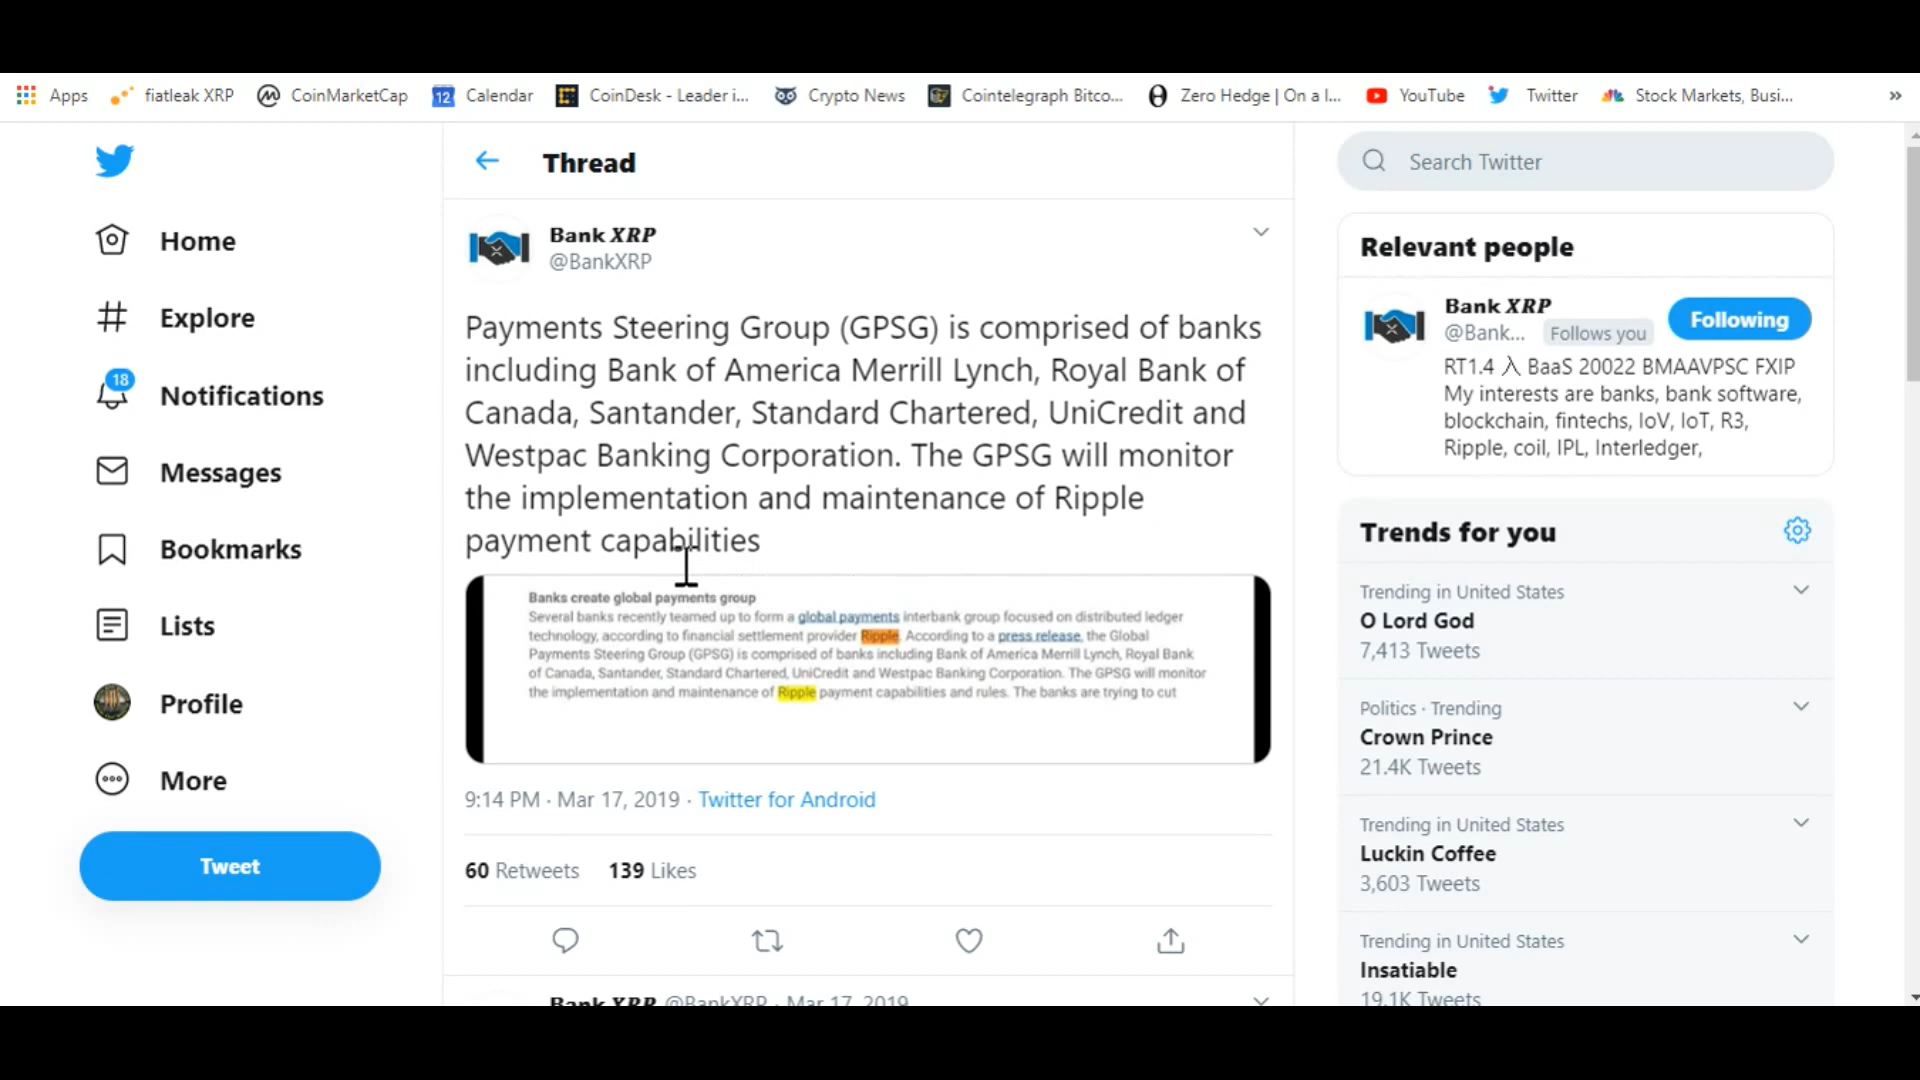 Apps fiatleak XRP CoinMarketCap 12 Calendar CoinDesk - Leader i... Crypto News Cointelegraph Bitco... Zero Hedge | On a l... YouTube Twitter Stock Markets, Busi... »
Home
Explore
18
Notifications
Messages
Bookmarks
Lists
Profile
More
Tweet
Thread
Bank XRP
@BankXRP
Payments Steering Group (GPSG) is comprised of banks
including Bank of America Merrill Lynch, Royal Bank of
Canada, Santander, Standard Chartered, UniCredit and
Westpac Banking Corporation. The GPSG will monitor
the implementation and maintenance of Ripple
payment capabilities
Banks create global payments group
Several banks recently teamed up to form a global payments interbank group focused on distributed ledger
technology, according to financial settlement provider Ripple. According to a press release, the Global
Payments Steering Group (GPSG) is comprised of banks including Bank of America Merrill Lynch, Royal Bank
of Canada, Santander, Standard Chartered, UniCredit and Westpac Banking Corporation. The GPSG will monitor
the implementation and maintenance of Ripple payment capabilities and rules. The banks are trying to cut
9:14 PM · Mar 17, 2019 · Twitter for Android
60 Retweets 139 Likes
Bank XRP @BankXRP · Mar 17, 2019
Search Twitter
Relevant people
Bank XRP
@Bank... Follows you
Following
RT1.4 入 BaaS 20022 BMAAVPSC FXIP
My interests are banks, bank software,
blockchain, fintechs, IoV, IoT, R3,
Ripple, coil, IPL, Interledger,
Trends for you
Trending in United States
O Lord God
7,413 Tweets
Politics · Trending
Crown Prince
21.4K Tweets
Trending in United States
Luckin Coffee
3,603 Tweets
Trending in United States
Insatiable
19.1K Tweets